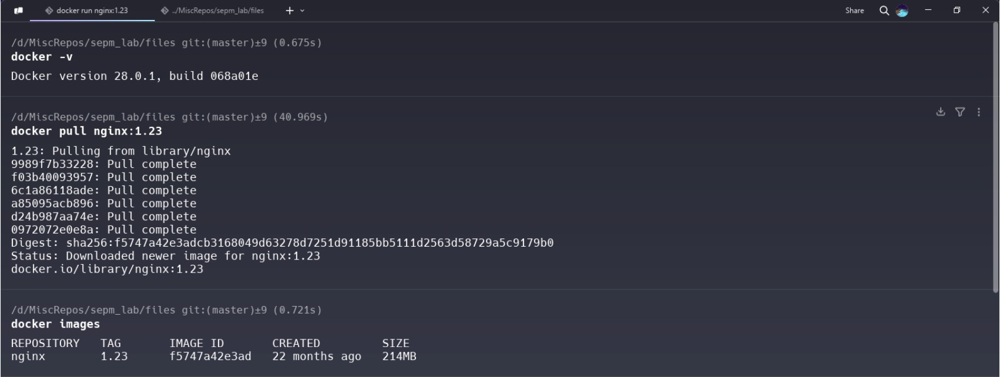 docker run nginx:1.23 ../MiscRepos/sepm_lab/files Share
/d/MiscRepos/sepm_lab/files git:(master)±9 (0.675s)
docker -v
Docker version 28.0.1, build 068a01e
/d/MiscRepos/sepm_lab/files git:(master)±9 (40.969s)
docker pull nginx:1.23
1.23: Pulling from library/nginx
9989f7b33228: Pull complete
f03b40093957: Pull complete
6c1a86118ade: Pull complete
a85095acb896: Pull complete
d24b987aa74e: Pull complete
0972072e0e8a: Pull complete
Digest: sha256:f5747a42e3adcb3168049d63278d7251d91185bb5111d2563d58729a5c9179b0
Status: Downloaded newer image for nginx:1.23
docker.io/library/nginx:1.23
/d/MiscRepos/sepm_lab/files git:(master)±9 (0.721s)
docker images
REPOSITORY TAG IMAGE ID CREATED SIZE
nginx 1.23 f5747a42e3ad 22 months ago 214MB